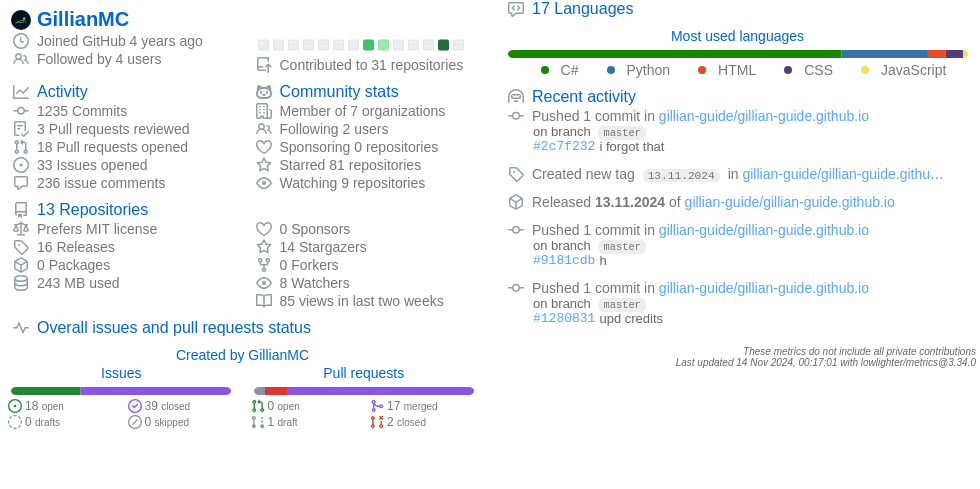 GillianMC
Joined GitHub 4 years ago
Followed by 4 users
Contributed to 31 repositories
Activity
1235 Commits
3 Pull requests reviewed
18 Pull requests opened
33 Issues opened
236 issue comments
Community stats
Member of 7 organizations
Following 2 users
Sponsoring 0 repositories
Starred 81 repositories
Watching 9 repositories
13 Repositories
Prefers MIT license
16 Releases
0 Packages
243 MB used
0 Sponsors
14 Stargazers
0 Forkers
8 Watchers
85 views in last two weeks
Overall issues and pull requests status
Created by GillianMC
Issues
18 open
39 closed
0 drafts
0 skipped
Pull requests
0 open
17 merged
1 draft
2 closed
17 Languages
Most used languages
C# Python HTML CSS JavaScript
Recent activity
Pushed 1 commit in gillian-guide/gillian-guide.github.io
on branch master
#2c7f232 i forgot that
Created new tag 13.11.2024 in gillian-guide/gillian-guide.githu…
Released 13.11.2024 of gillian-guide/gillian-guide.github.io
Pushed 1 commit in gillian-guide/gillian-guide.github.io
on branch master
#9181cdb h
Pushed 1 commit in gillian-guide/gillian-guide.github.io
on branch master
#1280831 upd credits
These metrics do not include all private contributions
Last updated 14 Nov 2024, 00:17:01 with lowlighter/metrics@3.34.0